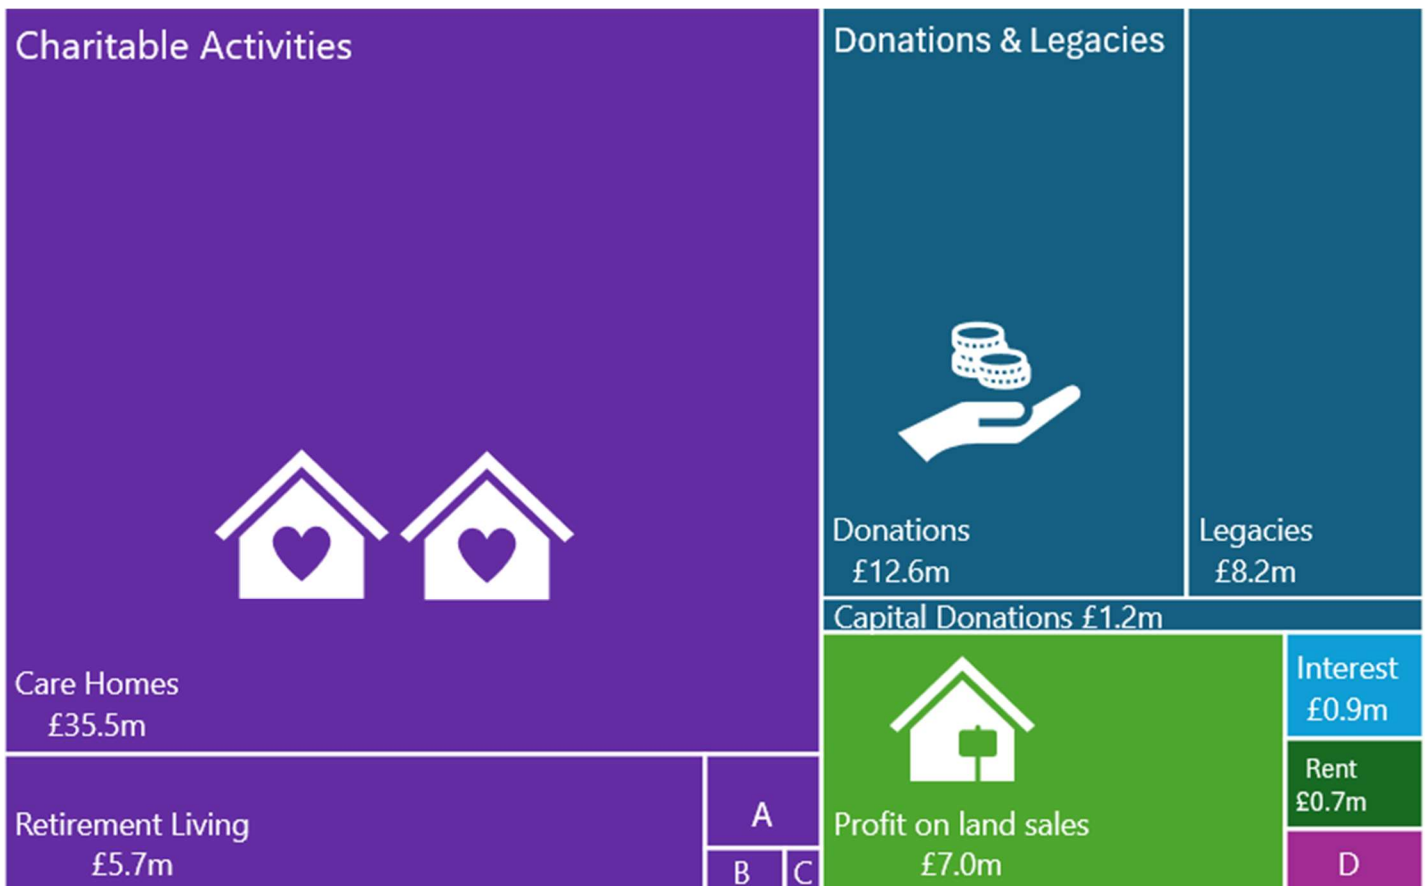 Charitable Activities
Care Homes
£35.5m
Retirement Living
£5.7m
A
B
C
Donations & Legacies
Donations
£12.6m
Legacies
£8.2m
Capital Donations £1.2m
Profit on land sales
£7.0m
Interest
£0.9m
Rent
£0.7m
D